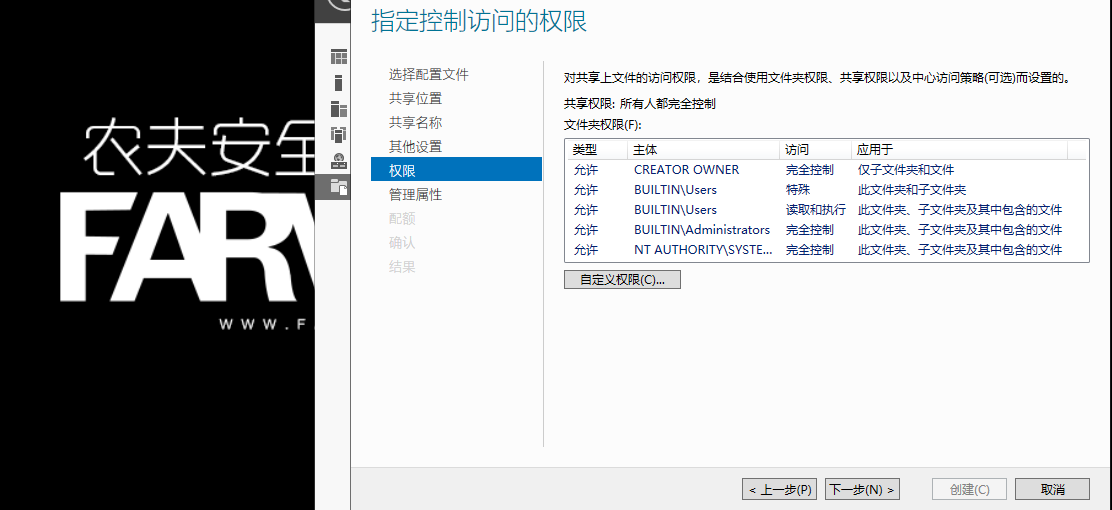 农夫安全
FARM
WWW.FA
指定控制访问的权限
选择配置文件
共享位置
共享名称
其他设置
权限
管理属性
配额
确认
结果
对共享上文件的访问权限，是结合使用文件夹权限、共享权限以及中心访问策略(可选)而设置的。
共享权限: 所有人都完全控制
文件夹权限(F):
类型 主体 访问 应用于
允许 CREATOR OWNER 完全控制 仅子文件夹和文件
允许 BUILTIN\Users 特殊 此文件夹和子文件夹
允许 BUILTIN\Users 读取和执行 此文件夹、子文件夹及其中包含的文件
允许 BUILTIN\Administrators 完全控制 此文件夹、子文件夹及其中包含的文件
允许 NT AUTHORITY\SYSTE... 完全控制 此文件夹、子文件夹及其中包含的文件
自定义权限(C)...
< 上一步(P) 下一步(N) > 创建(C) 取消